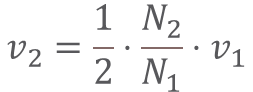 v₂ = 1/2 · N₂/N₁ · v₁